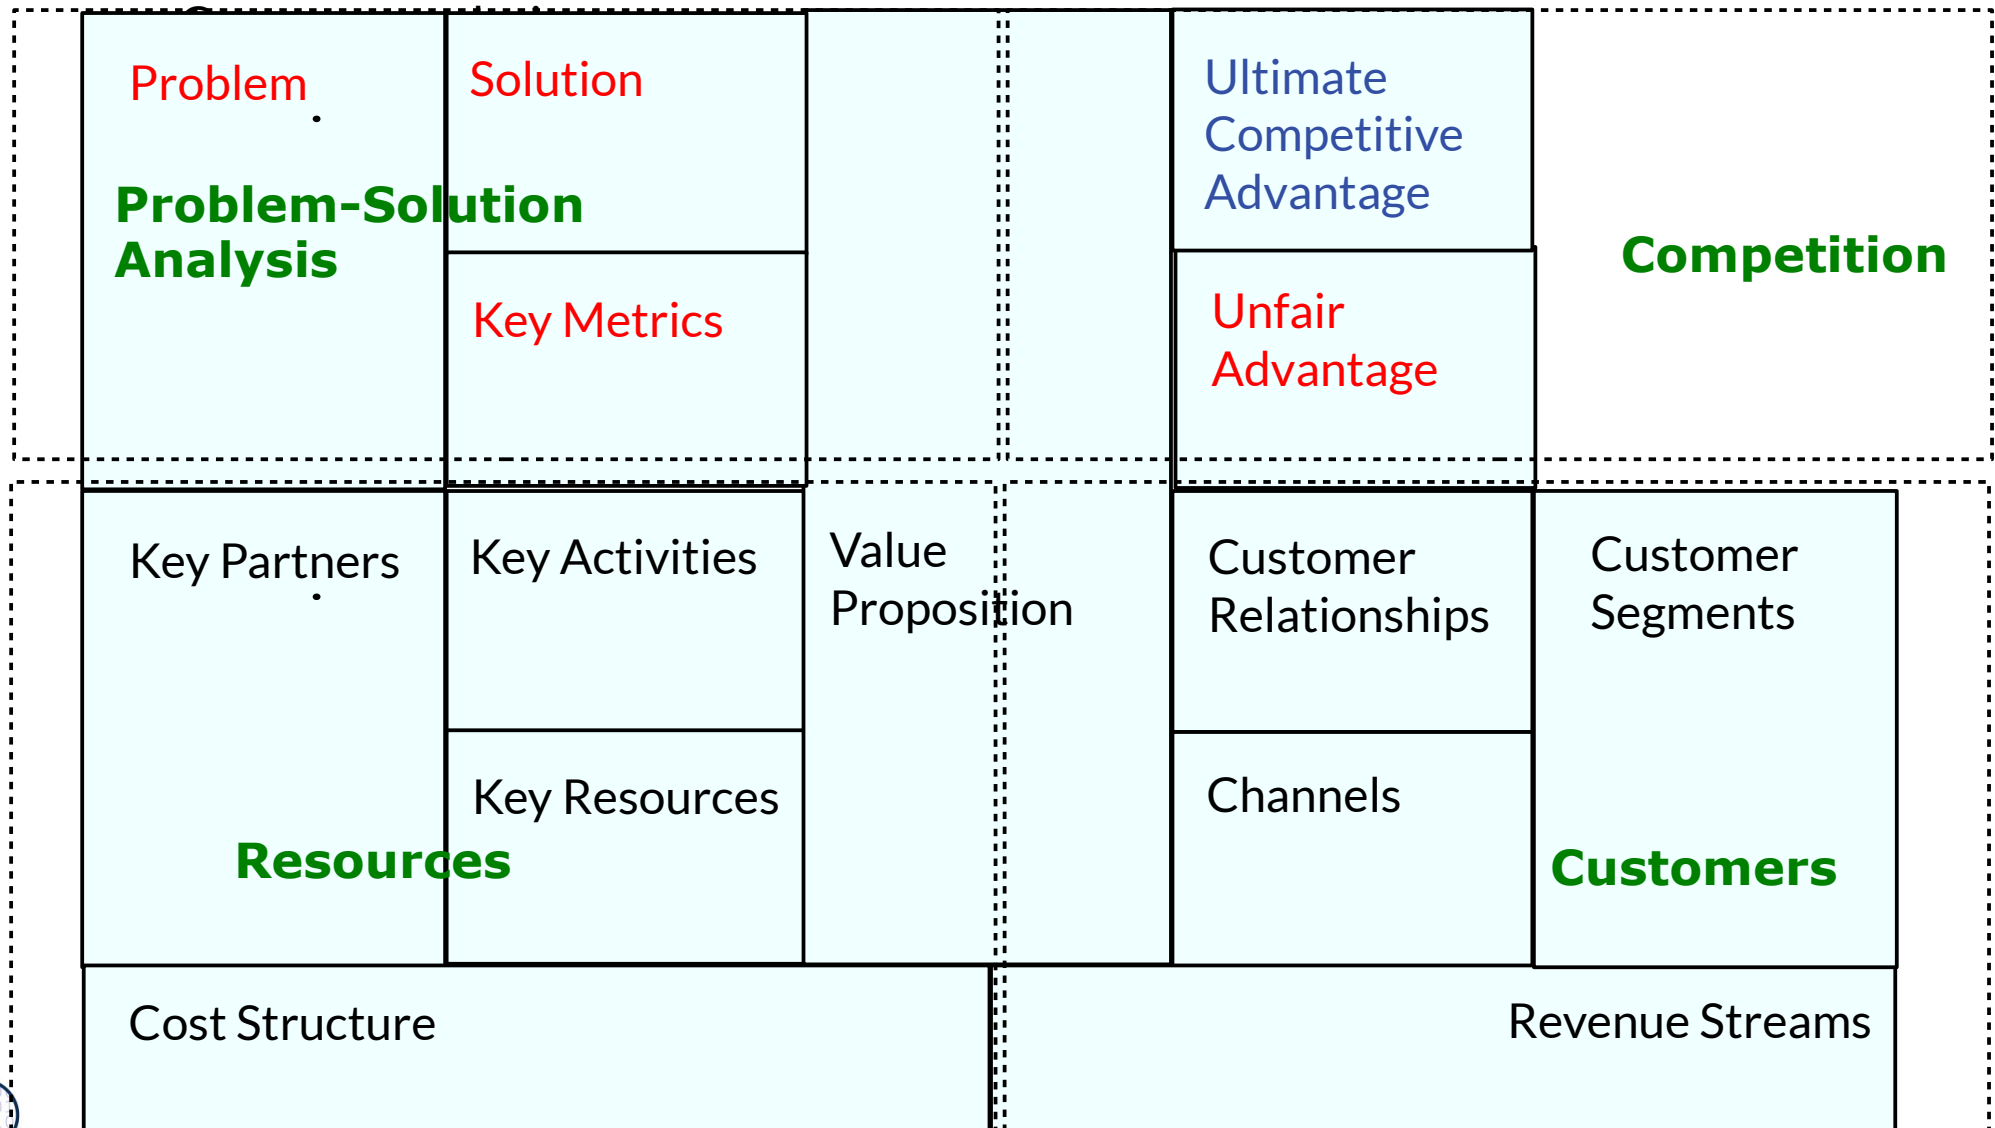 Problem
Solution
Ultimate
Competitive
Advantage
Problem-Solution
Analysis
Competition
Key Metrics
Unfair
Advantage
Key Partners
Key Activities
Value
Proposition
Customer
Relationships
Customer
Segments
Key Resources
Channels
Resources
Customers
Cost Structure
Revenue Streams